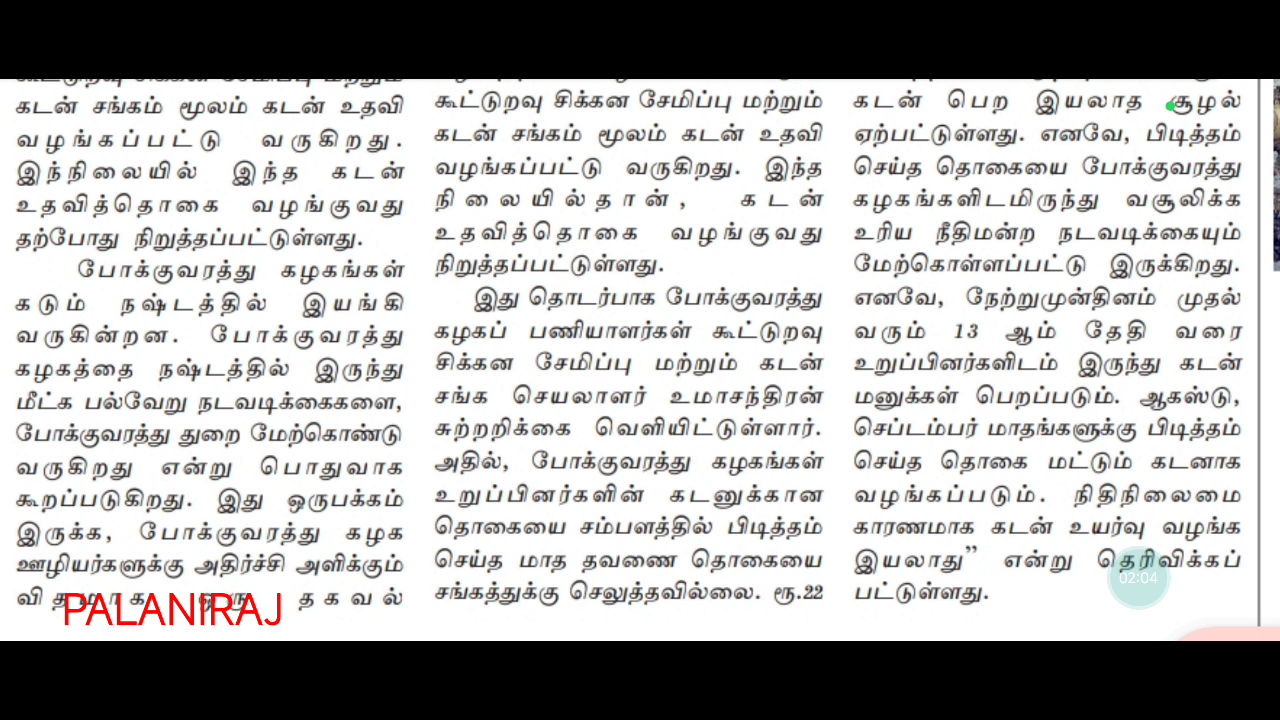 கூட்டுறவு சிக்கன சேமிப்பு மற்றும்
கடன் சங்கம் மூலம் கடன் உதவி
வழங்கப்பட்டு வருகிறது.
இந்நிலையில் இந்த கடன்
உதவித்தொகை வழங்குவது
தற்போது நிறுத்தப்பட்டுள்ளது.
போக்குவரத்து கழகங்கள்
கடும் நஷ்டத்தில் இயங்கி
வருகின்றன. போக்குவரத்து
கழகத்தை நஷ்டத்தில் இருந்து
மீட்க பல்வேறு நடவடிக்கைகளை,
போக்குவரத்து துறை மேற்கொண்டு
வருகிறது என்று பொதுவாக
கூறப்படுகிறது. இது ஒருபக்கம்
இருக்க, போக்குவரத்து கழக
ஊழியர்களுக்கு அதிர்ச்சி அளிக்கும்
விதமாக ஒரு தகவல்
PALANIRAJ
கூட்டுறவு சிக்கன சேமிப்பு மற்றும்
கடன் சங்கம் மூலம் கடன் உதவி
வழங்கப்பட்டு வருகிறது. இந்த
நிலையில்தான், கடன்
உதவித்தொகை வழங்குவது
நிறுத்தப்பட்டுள்ளது.
இது தொடர்பாக போக்குவரத்து
கழகப் பணியாளர்கள் கூட்டுறவு
சிக்கன சேமிப்பு மற்றும் கடன்
சங்க செயலாளர் உமாசந்திரன்
சுற்றறிக்கை வெளியிட்டுள்ளார்.
அதில், போக்குவரத்து கழகங்கள்
உறுப்பினர்களின் கடனுக்கான
தொகையை சம்பளத்தில் பிடித்தம்
செய்த மாத தவணை தொகையை
சங்கத்துக்கு செலுத்தவில்லை. ரூ.22
கடன் பெற இயலாத சூழல்
ஏற்பட்டுள்ளது. எனவே, பிடித்தம்
செய்த தொகையை போக்குவரத்து
கழகங்களிடமிருந்து வசூலிக்க
உரிய நீதிமன்ற நடவடிக்கையும்
மேற்கொள்ளப்பட்டு இருக்கிறது.
எனவே, நேற்றுமுன்தினம் முதல்
வரும் 13 ஆம் தேதி வரை
உறுப்பினர்களிடம் இருந்து கடன்
மனுக்கள் பெறப்படும். ஆகஸ்டு,
செப்டம்பர் மாதங்களுக்கு பிடித்தம்
செய்த தொகை மட்டும் கடனாக
வழங்கப்படும். நிதிநிலைமை
காரணமாக கடன் உயர்வு வழங்க
இயலாது” என்று தெரிவிக்கப்
பட்டுள்ளது.
02:04